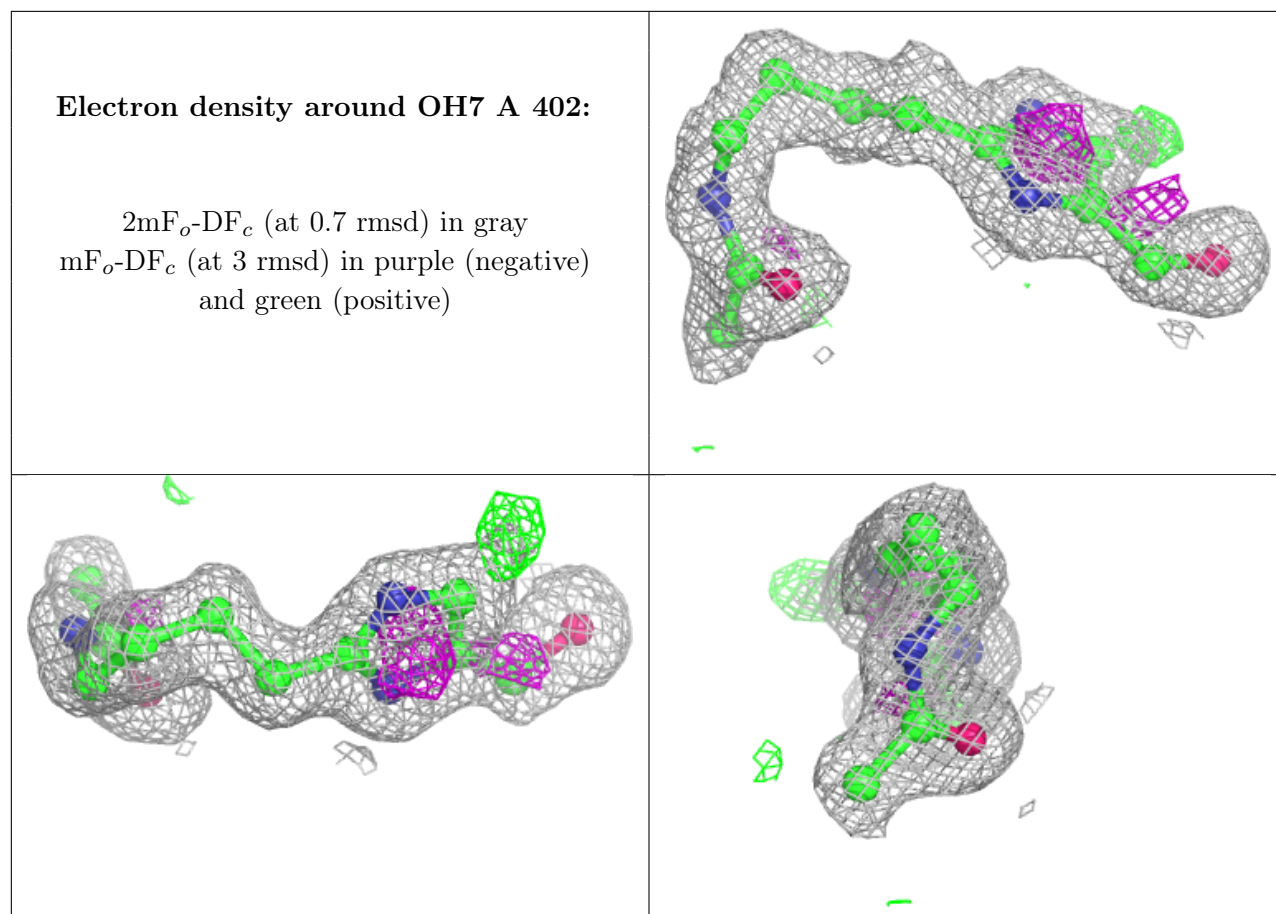 Electron density around OH7 A 402:
2mFₒ-DF𝒸 (at 0.7 rmsd) in gray
mFₒ-DF𝒸 (at 3 rmsd) in purple (negative)
and green (positive)